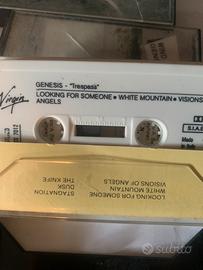 GENESIS - "Trespass"
LOOKING FOR SOMEONE • WHITE MOUNTAIN • VISIONS
ANGELS
Virgin
LOOKING FOR SOMEONE
WHITE MOUNTAIN
VISIONS OF ANGELS
STAGNATION
DUSK
THE KNIFE
subito